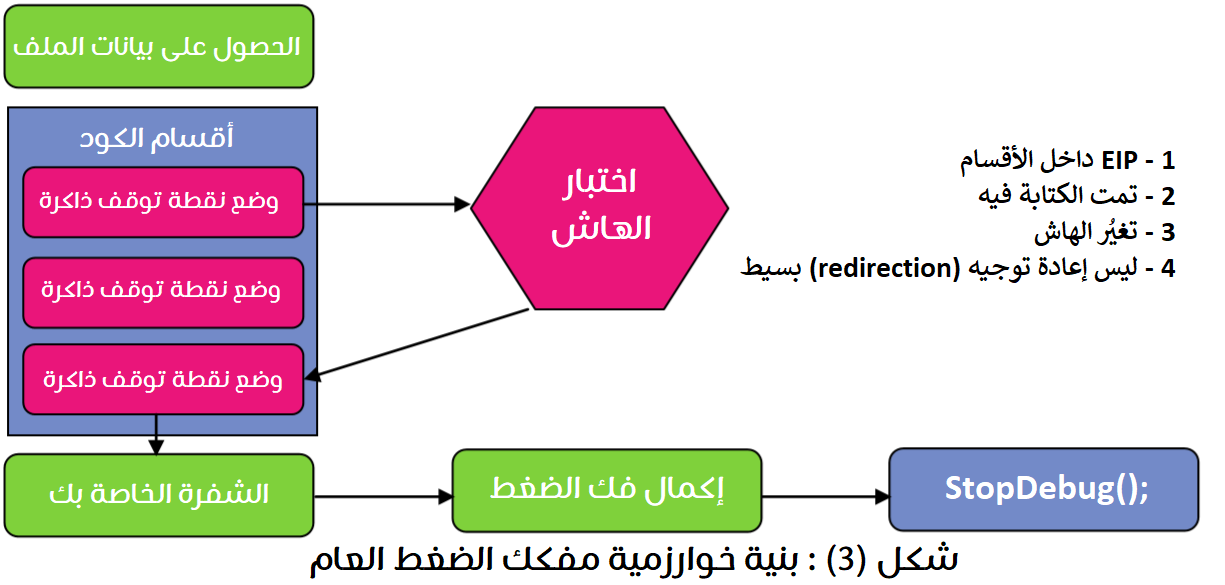 الحصول على بيانات الملف
أقسام الكود
وضع نقطة توقف ذاكرة
وضع نقطة توقف ذاكرة
وضع نقطة توقف ذاكرة
اختبار
الهاش
1 - EIP داخل الأقسام
2 - تمت الكتابة فيه
3 - تغيُر الهاش
4 - ليس إعادة توجيه (redirection) بسيط
الشفرة الخاصة بك
إكمال فك الضغط
StopDebug();
شكل (3) : بنية خوارزمية مفكك الضغط العام